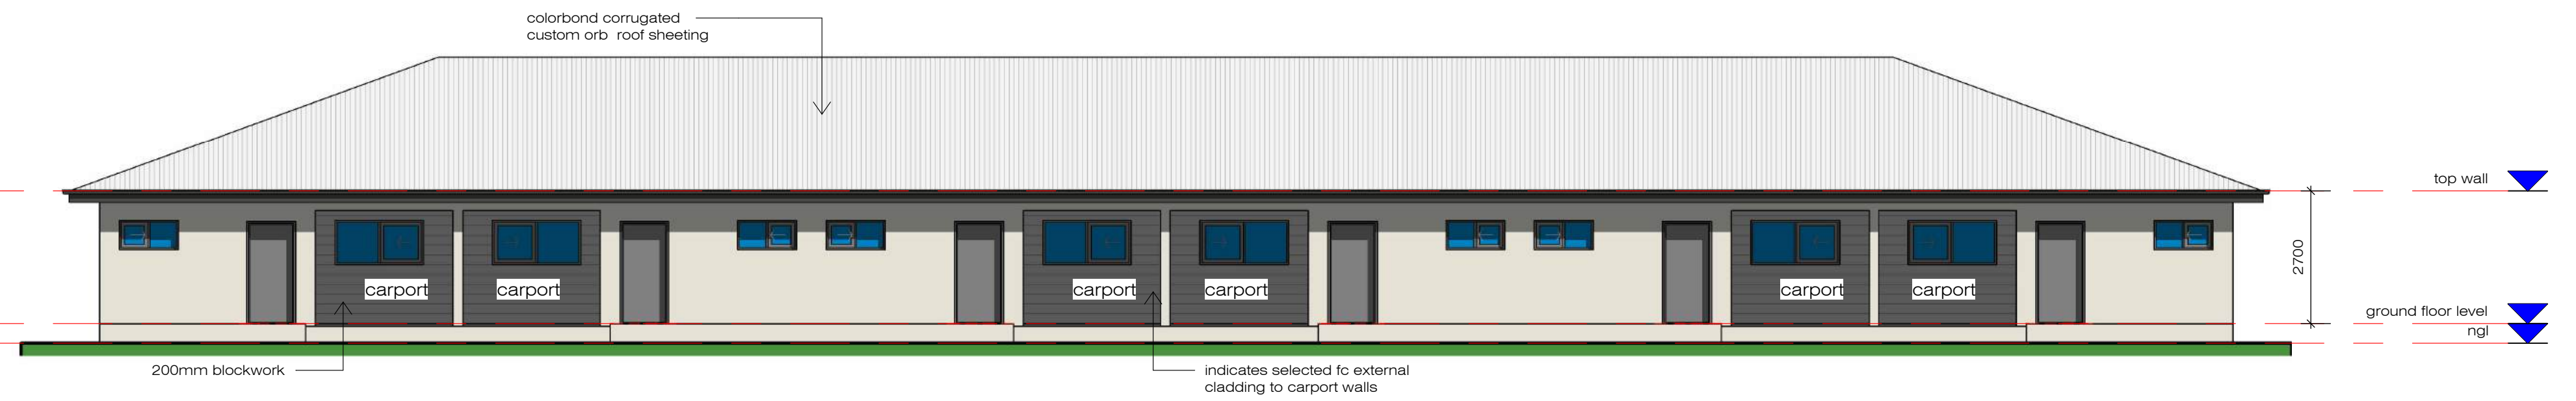 colorbond corrugated
custom orb roof sheeting
top wall
2700
carport
carport
carport
carport
carport
carport
ground floor level
ngl
200mm blockwork
indicates selected fc external
cladding to carport walls